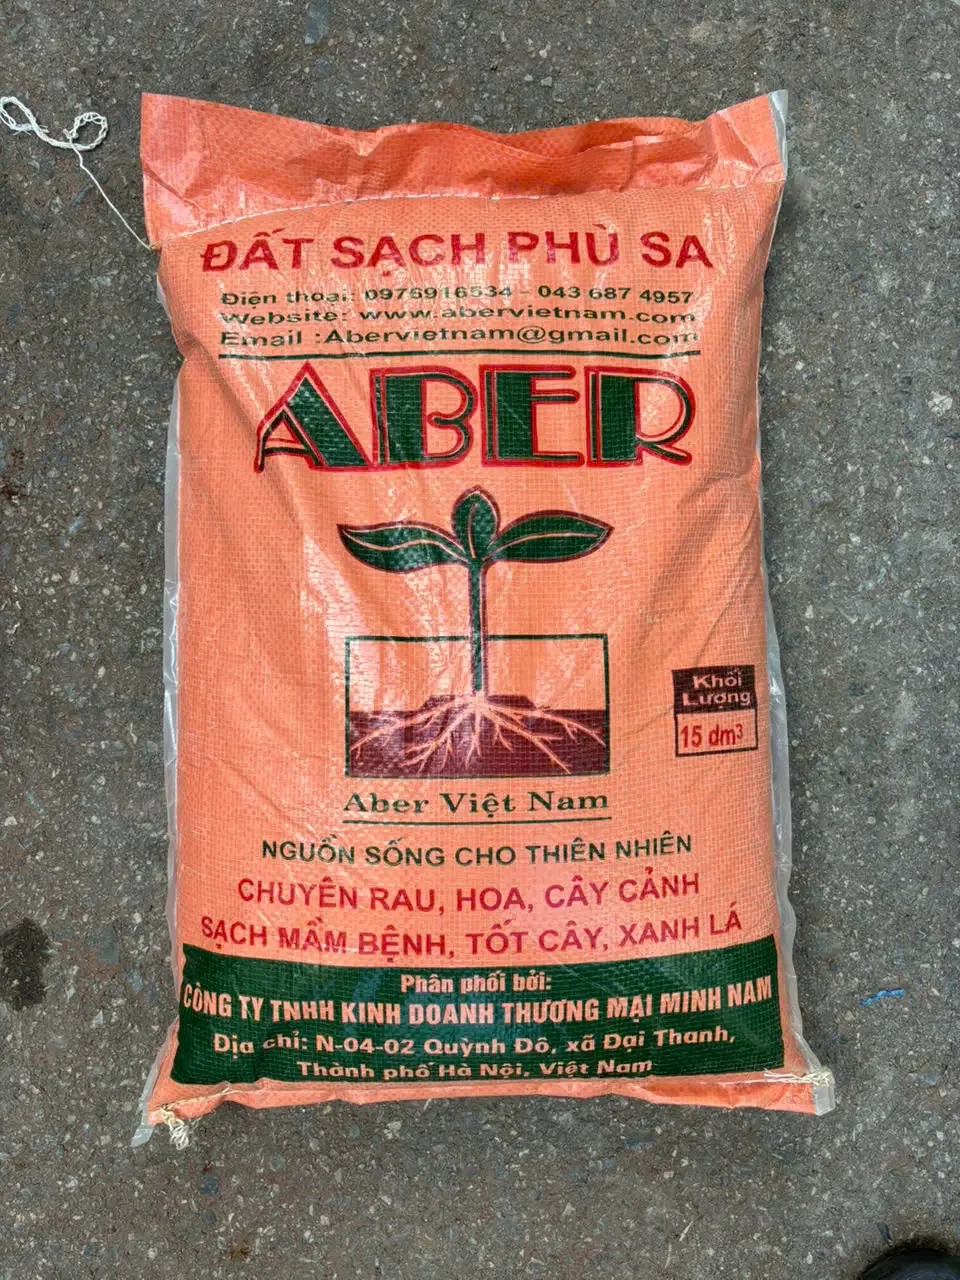 ĐẤT SẠCH PHÙ SA
Điện thoại: 0976916534 - 043 687 4957
Website: www.abervietnam.com
Email :Abervietnam@gmail.com
ABER
Khối
Lượng
15 dm³
Aber Việt Nam
NGUỒN SỐNG CHO THIÊN NHIÊN
CHUYÊN RAU, HOA, CÂY CẢNH
SẠCH MẦM BỆNH, TỐT CÂY, XANH LÁ
Phân phối bởi:
CÔNG TY TNHH KINH DOANH THƯƠNG MẠI MINH NAM
Địa chỉ: N-04-02 Quỳnh Đô, xã Đại Thanh,
Thành phố Hà Nội, Việt Nam